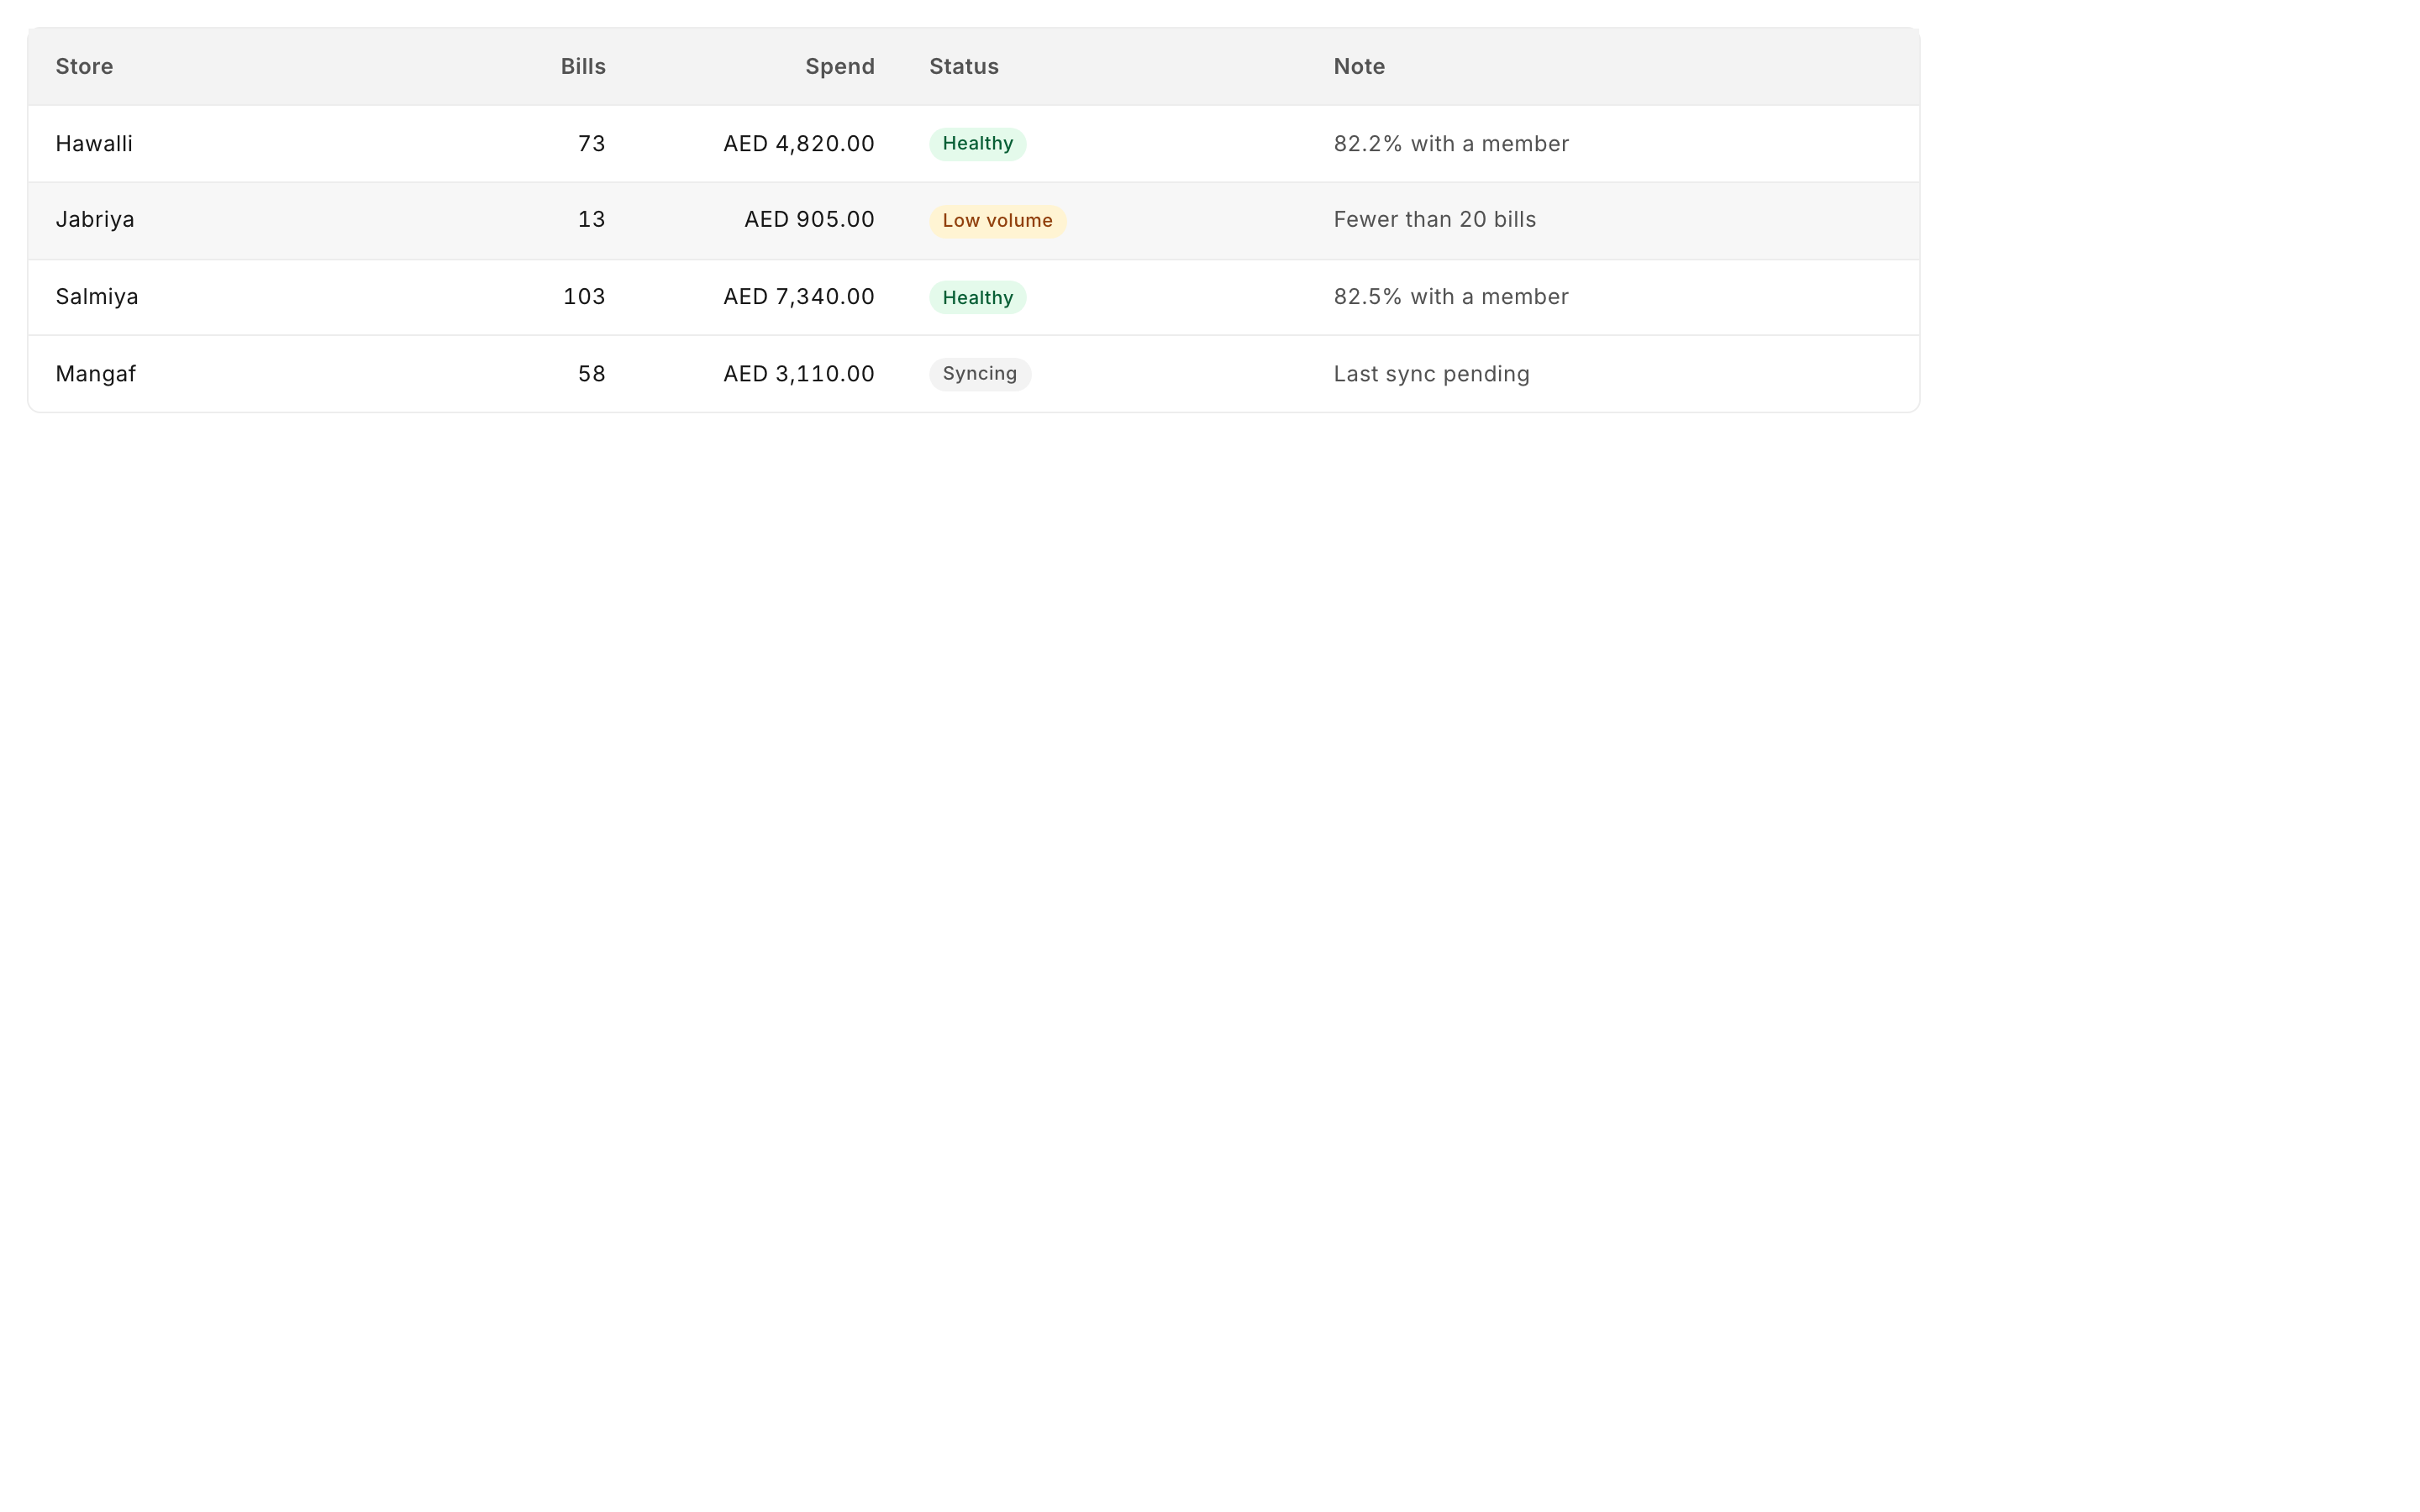 Store Bills Spend Status Note
Hawalli 73 AED 4,820.00 Healthy 82.2% with a member
Jabriya 13 AED 905.00 Low volume Fewer than 20 bills
Salmiya 103 AED 7,340.00 Healthy 82.5% with a member
Mangaf 58 AED 3,110.00 Syncing Last sync pending